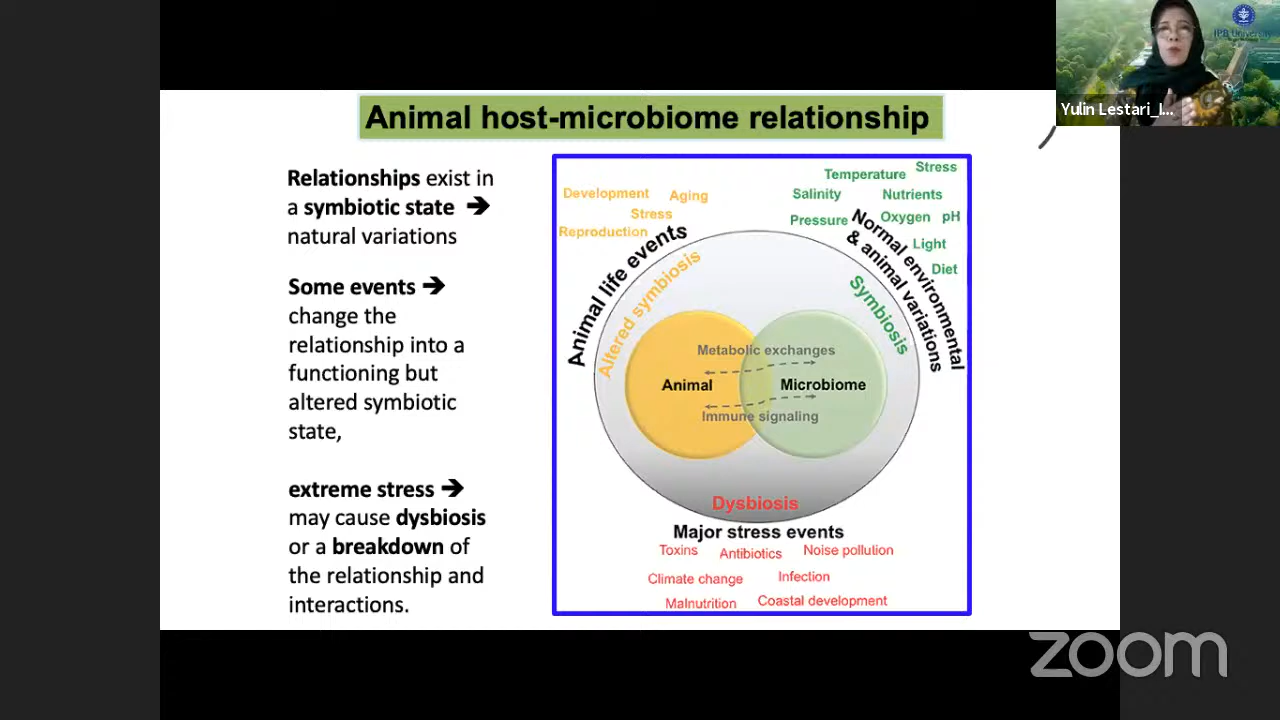 IPB University
Yulin Lestari_I...
Animal host-microbiome relationship
Relationships exist in
a symbiotic state ➔
natural variations
Some events ➔
change the
relationship into a
functioning but
altered symbiotic
state,
extreme stress ➔
may cause dysbiosis
or a breakdown of
the relationship and
interactions.
Development
Aging
Stress
Reproduction
Animal life events
Altered symbiosis
Temperature
Stress
Salinity
Nutrients
Pressure
Oxygen
pH
Light
Diet
Normal environmental
& animal variations
Symbiosis
Metabolic exchanges
Animal
Microbiome
Immune signaling
Dysbiosis
Major stress events
Toxins
Antibiotics
Noise pollution
Climate change
Infection
Malnutrition
Coastal development
zoom